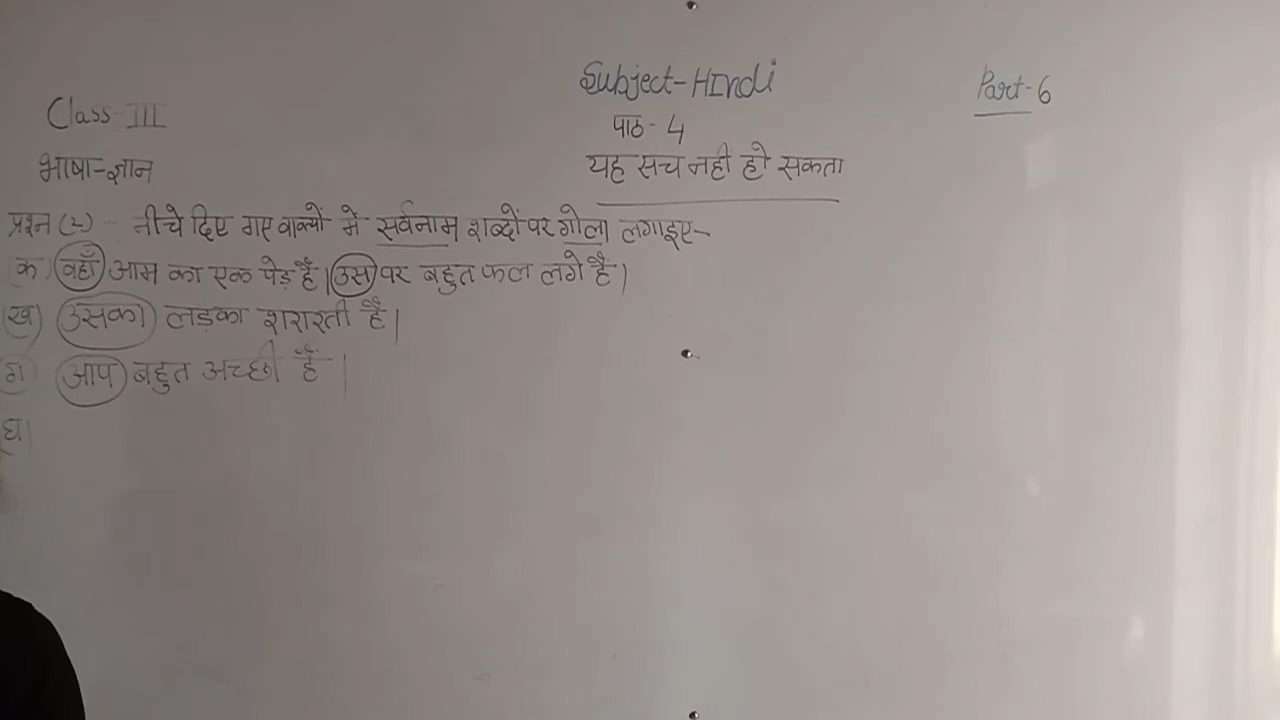 Subject-Hindi
Part-6
Class III
पाठ- 4
भाषा-ज्ञान
यह सच नहीं हो सकता
प्रश्न (2) - नीचे दिए गए वाक्यों में सर्वनाम शब्दों पर गोला लगाइए-
क) वहाँ आम का एक पेड़ है। उस पर बहुत फल लगे हैं।
ख) उसका लड़का शरारती है।
ग) आप बहुत अच्छी हैं।
घ)